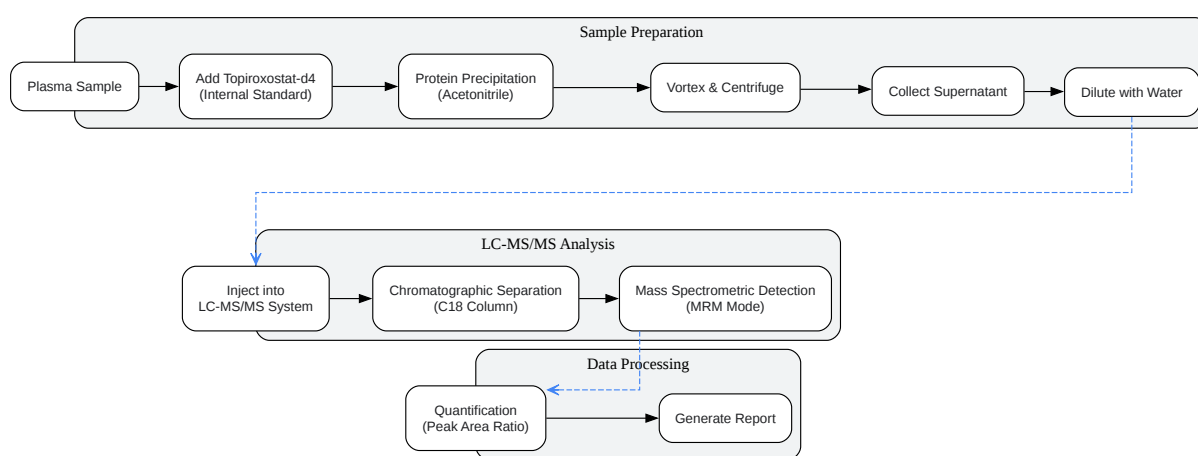 Sample Preparation
Plasma Sample
Add Topiroxostat-d4
(Internal Standard)
Protein Precipitation
(Acetonitrile)
Vortex & Centrifuge
Collect Supernatant
Dilute with Water
LC-MS/MS Analysis
Inject into
LC-MS/MS System
Chromatographic Separation
(C18 Column)
Mass Spectrometric Detection
(MRM Mode)
Data Processing
Quantification
(Peak Area Ratio)
Generate Report